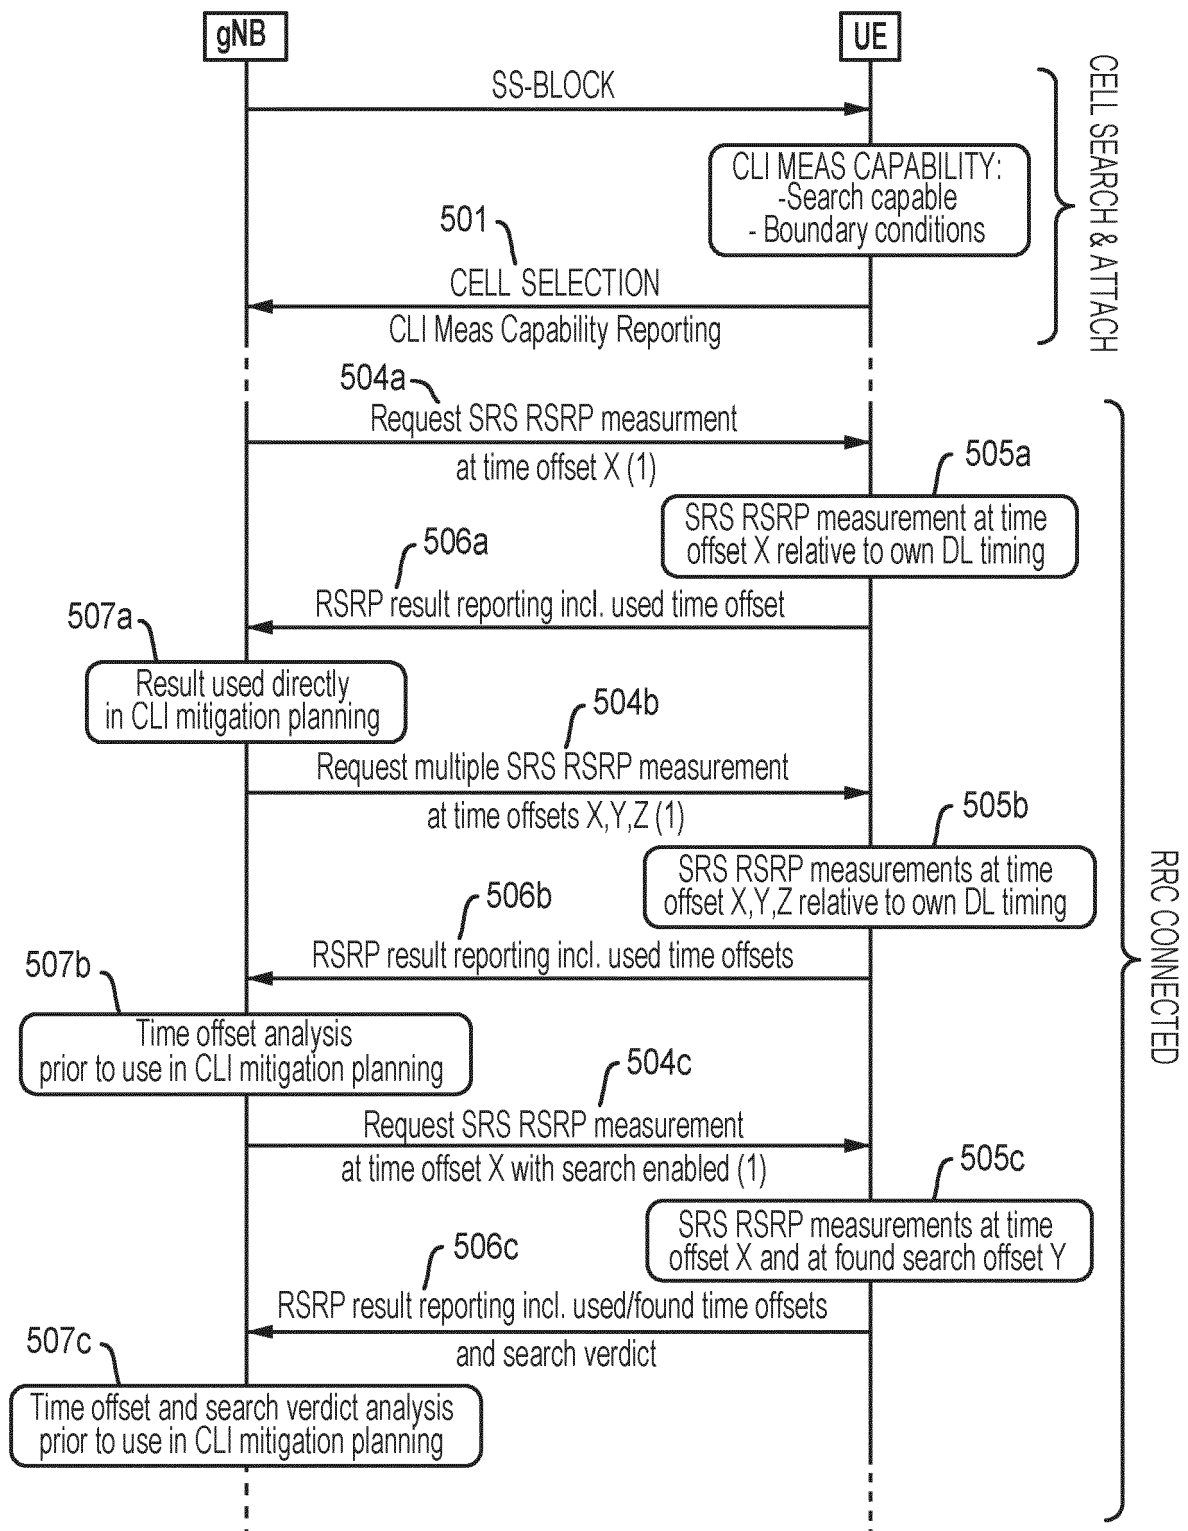 gNB
UE
SS-BLOCK
CLI MEAS CAPABILITY:
-Search capable
- Boundary conditions
CELL SEARCH & ATTACH
501
CELL SELECTION
CLI Meas Capability Reporting
504a
Request SRS RSRP measurment
at time offset X (1)
505a
SRS RSRP measurement at time
offset X relative to own DL timing
506a
RSRP result reporting incl. used time offset
507a
Result used directly
in CLI mitigation planning
504b
Request multiple SRS RSRP measurement
at time offsets X,Y,Z (1)
505b
SRS RSRP measurements at time
offset X,Y,Z relative to own DL timing
RRC CONNECTED
506b
RSRP result reporting incl. used time offsets
507b
Time offset analysis
prior to use in CLI mitigation planning
504c
Request SRS RSRP measurement
at time offset X with search enabled (1)
505c
SRS RSRP measurements at time
offset X and at found search offset Y
506c
RSRP result reporting incl. used/found time offsets
and search verdict
507c
Time offset and search verdict analysis
prior to use in CLI mitigation planning